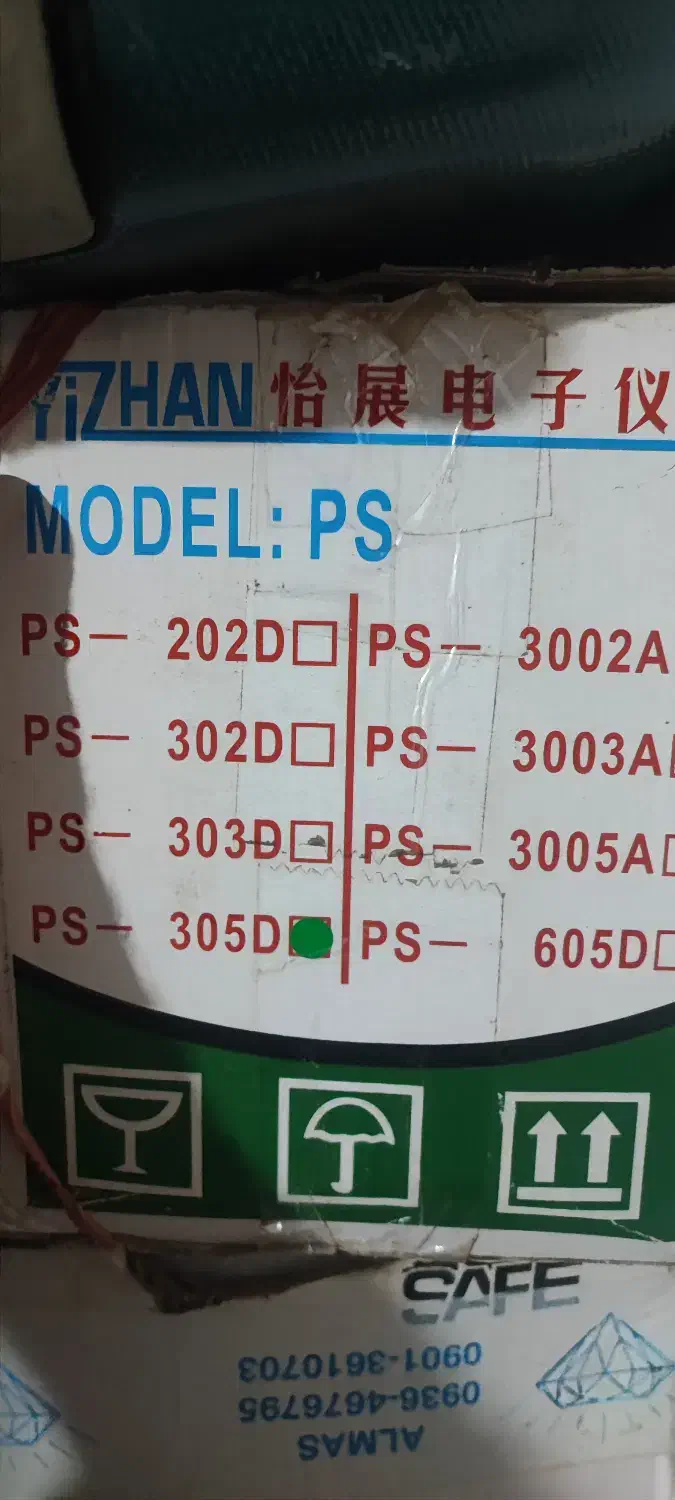 YiZHAN 怡展电子仪
MODEL: PS
PS— 202D□ PS— 3002A
PS— 302D□ PS— 3003A
PS— 303D□ PS— 3005A□
PS— 305D PS— 605D□
SAFE
0901-3610703
0936-4676795
ALMAS